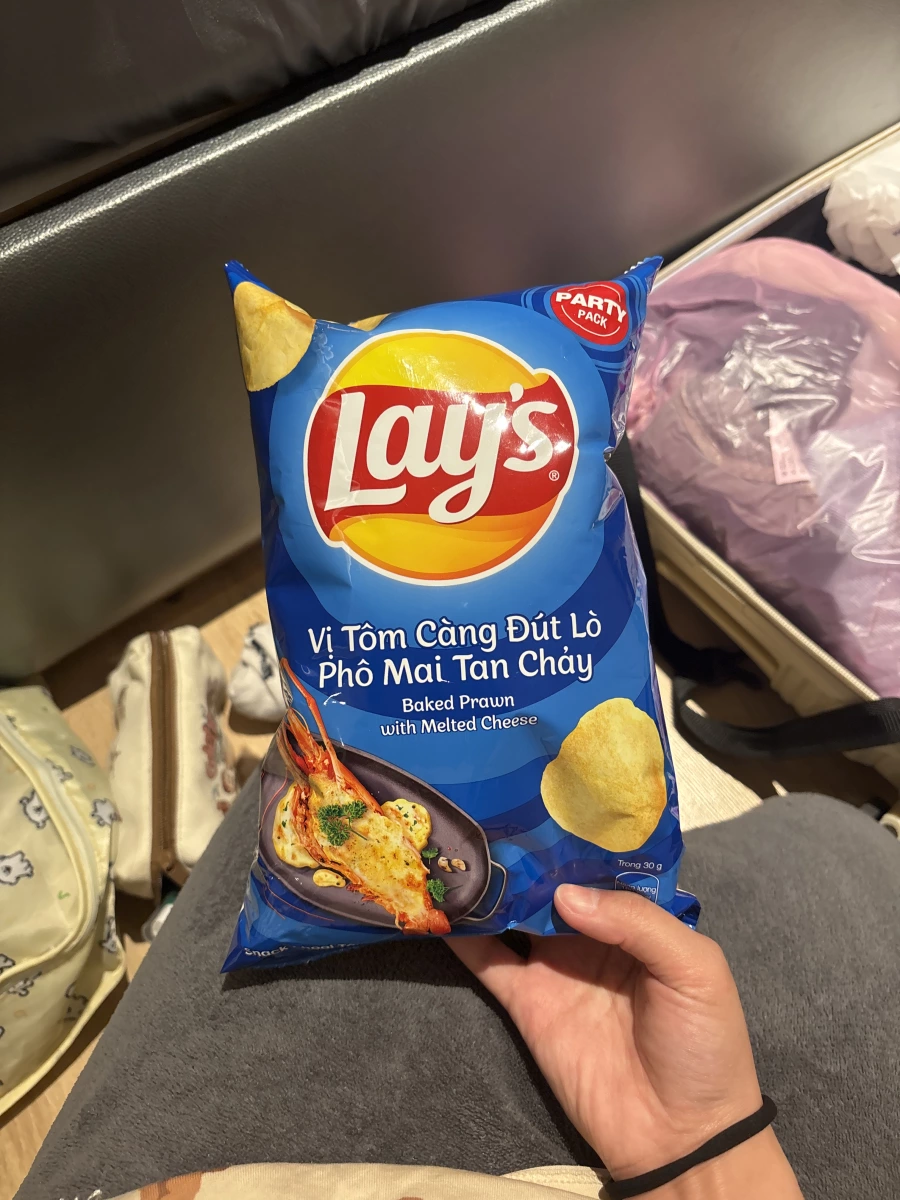 PARTY
PACK
Lay's
®
Vị Tôm Càng Đút Lò
Phô Mai Tan Chảy
Baked Prawn
with Melted Cheese
Trong 30 g
Snack